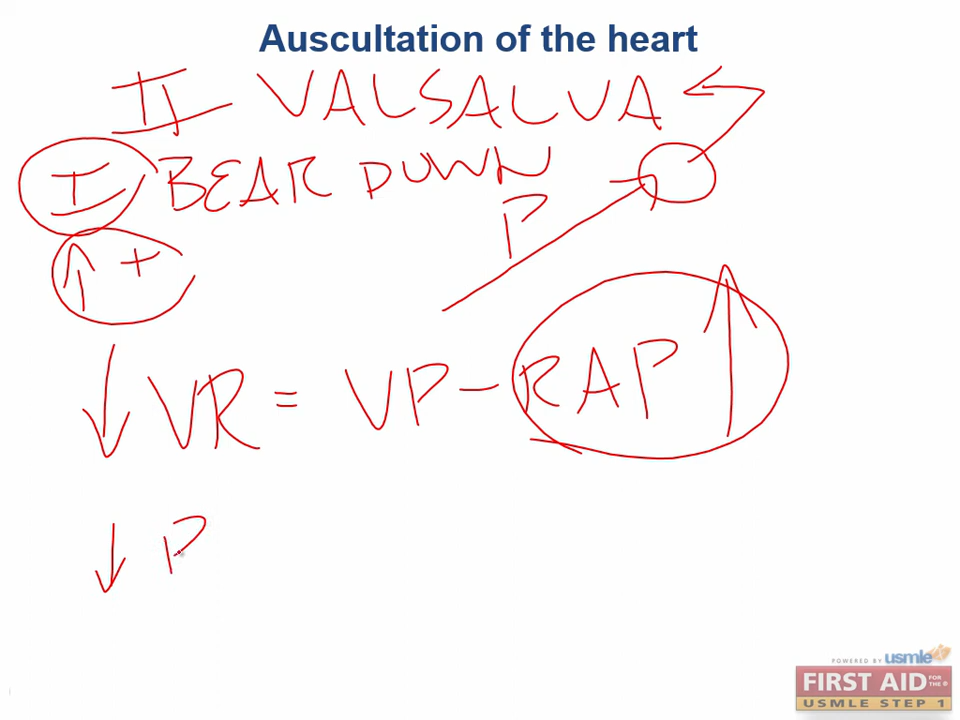 Auscultation of the heart
II VALSALVA
I BEAR DOWN
P
↑ +
↓ VR = VP - RAP ↑
↓ P
POWERED BY usmlerx
FIRST AID FOR THE®
USMLE STEP 1